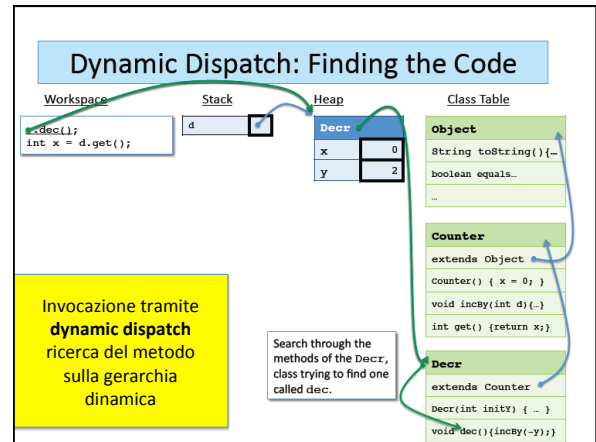 Dynamic Dispatch: Finding the Code
Workspace
Stack
Heap
Class Table
.dec();
int x = d.get();
d
Decr
x 0
y 2
Object
String toString(){…
boolean equals…
…
Counter
extends Object
Counter() { x = 0; }
void incBy(int d){…}
int get() {return x;}
Decr
extends Counter
Decr(int initY) { … }
void dec(){incBy(-y);}
Invocazione tramite
dynamic dispatch
ricerca del metodo
sulla gerarchia
dinamica
Search through the
methods of the Decr,
class trying to find one
called dec.